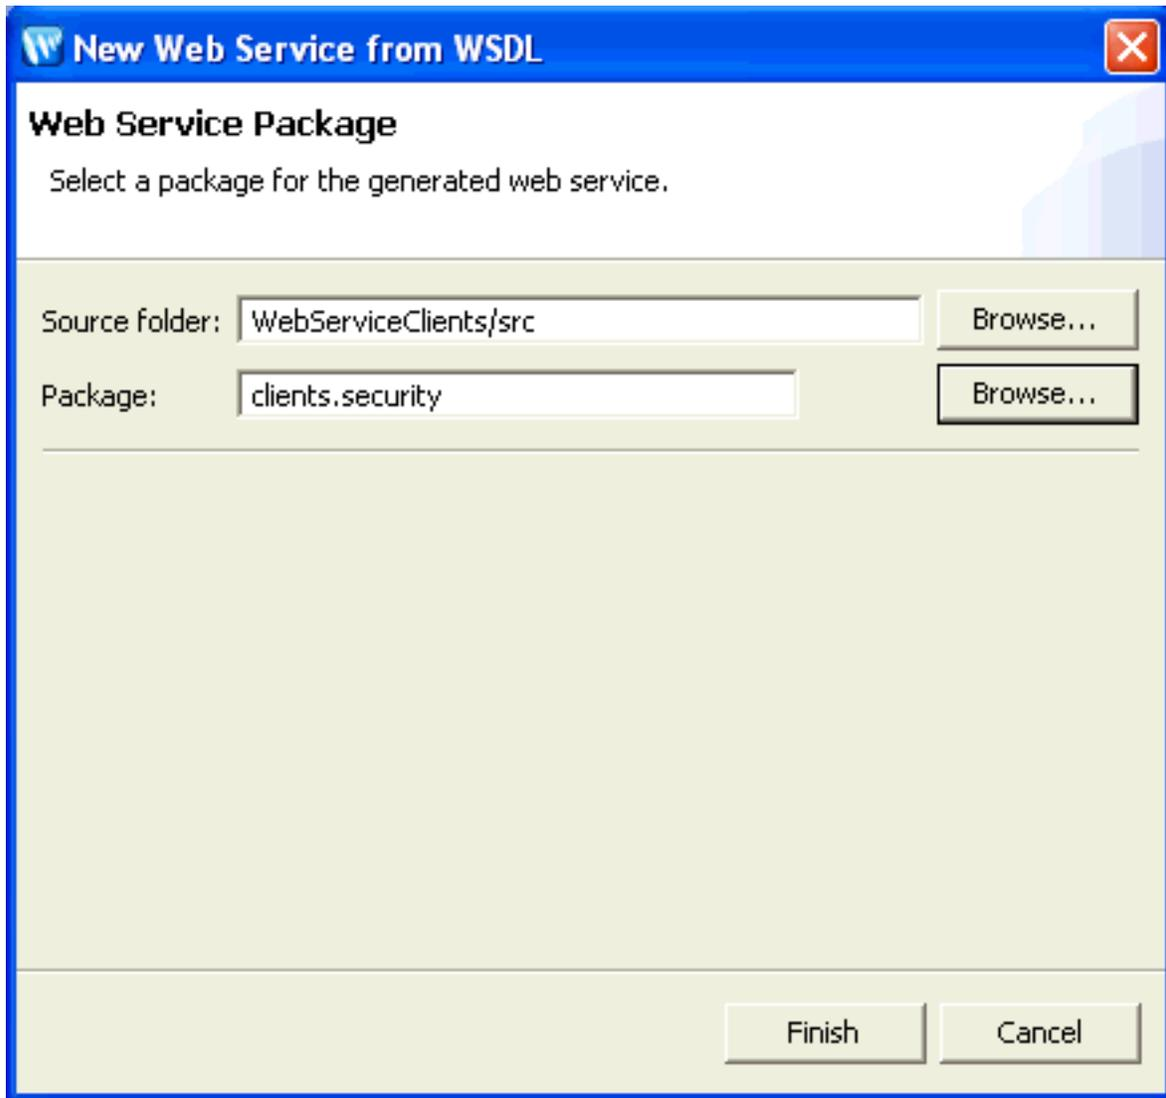 New Web Service from WSDL
Web Service Package
Select a package for the generated web service.
Source folder: WebServiceClients/src Browse...
Package: clients.security Browse...
Finish Cancel